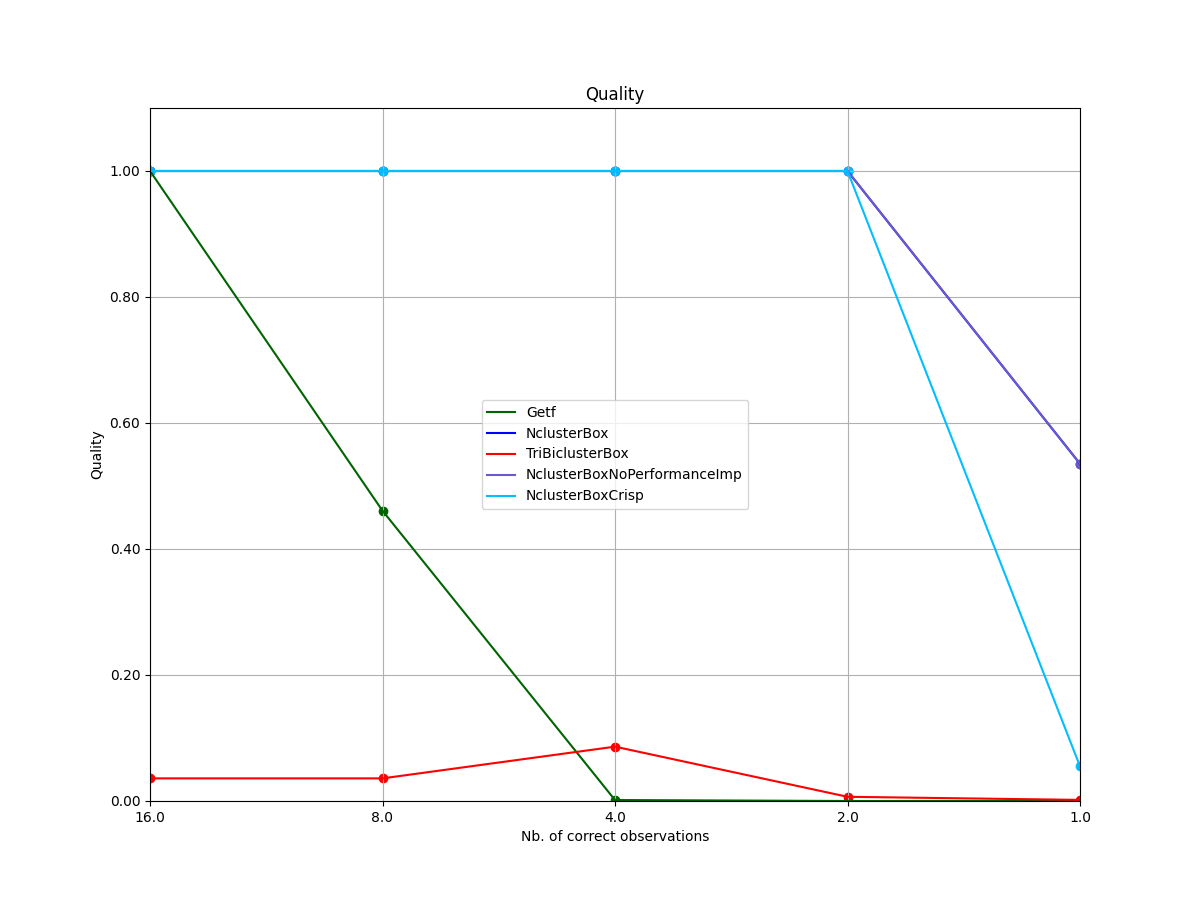 Quality
1.00
0.80
0.60
0.40
0.20
0.00
Quality
Getf
NclusterBox
TriBiclusterBox
NclusterBoxNoPerformanceImp
NclusterBoxCrisp
16.0 8.0 4.0 2.0 1.0
Nb. of correct observations